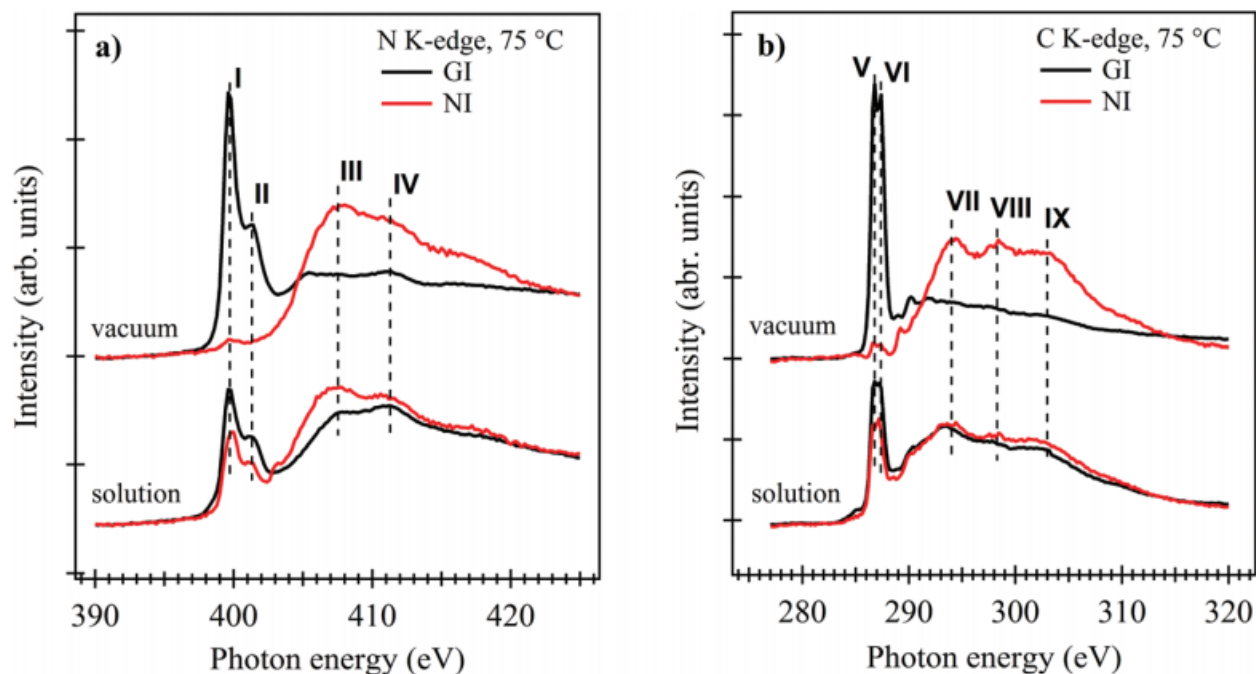 a)
N K-edge, 75 °C
GI
NI
I
II
III
IV
vacuum
solution
Intensity (arb. units)
390
400
410
420
Photon energy (eV)
b)
C K-edge, 75 °C
GI
NI
V
VI
VII
VIII
IX
vacuum
solution
Intensity (abr. units)
280
290
300
310
320
Photon energy (eV)